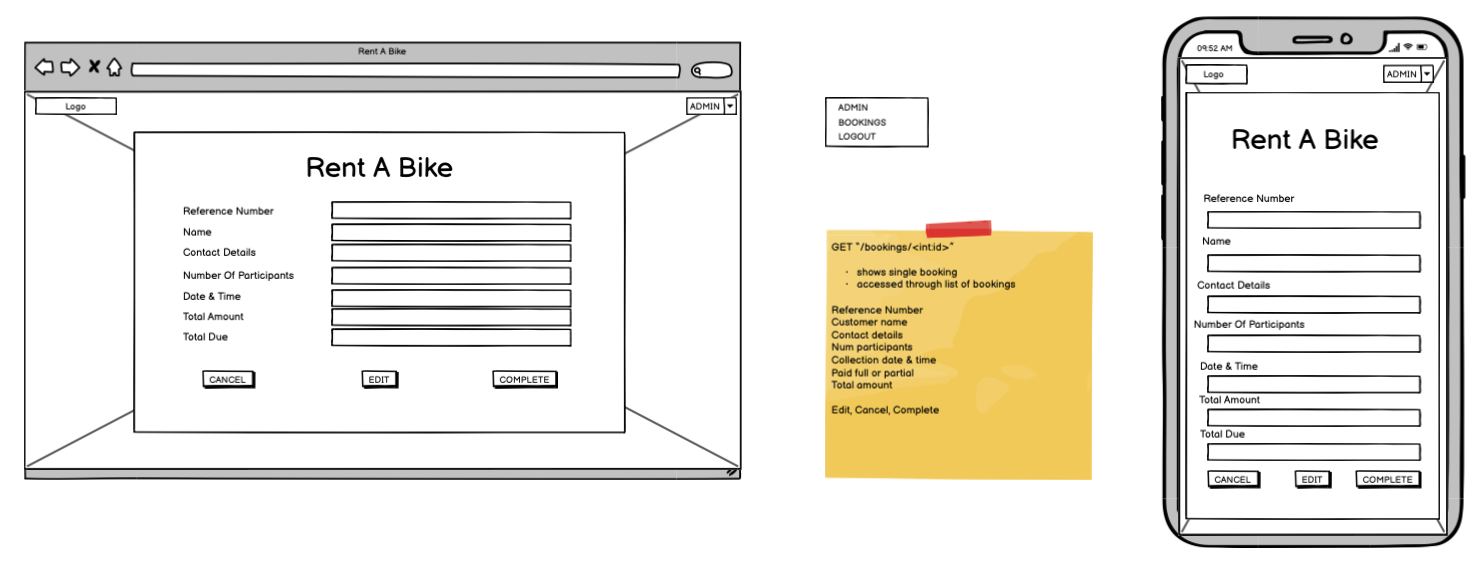 Rent A Bike
Logo
ADMIN
Rent A Bike
Reference Number
Name
Contact Details
Number Of Participants
Date & Time
Total Amount
Total Due
CANCEL
EDIT
COMPLETE
ADMIN
BOOKINGS
LOGOUT
GET "/bookings/<int:id>"
· shows single booking
· accessed through list of bookings
Reference Number
Customer name
Contact details
Num participants
Collection date & time
Paid full or partial
Total amount
Edit, Cancel, Complete
09:52 AM
Logo
ADMIN
Rent A Bike
Reference Number
Name
Contact Details
Number Of Participants
Date & Time
Total Amount
Total Due
CANCEL
EDIT
COMPLETE